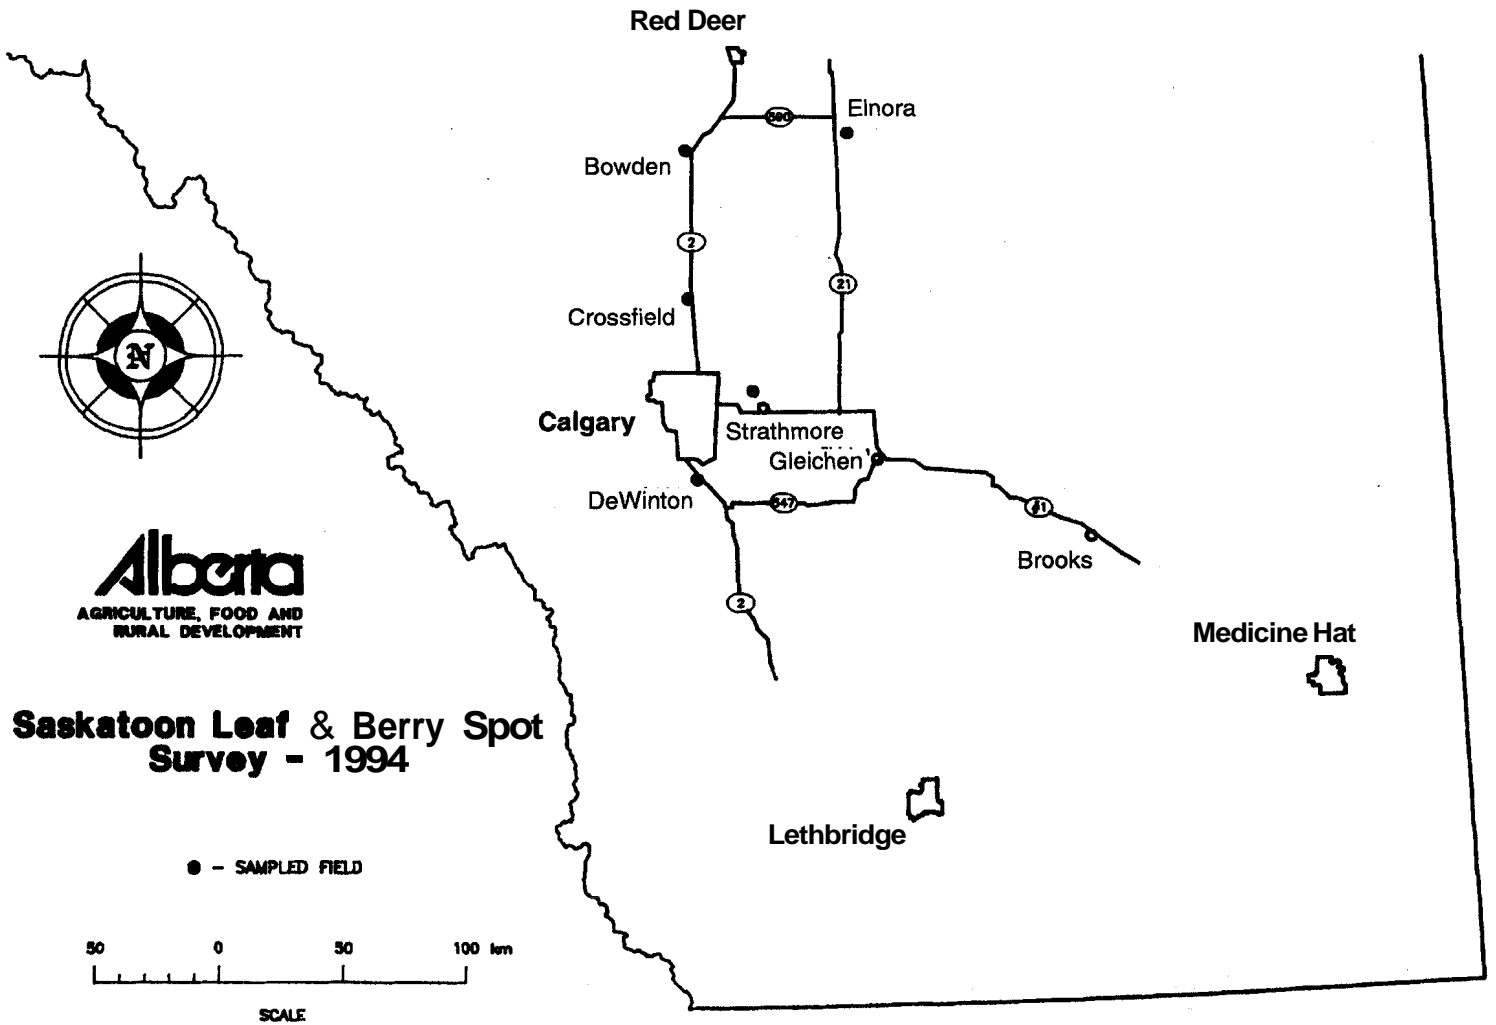 Red Deer
590
Elnora
Bowden
2
21
Crossfield
N
Calgary
Strathmore
Gleichen
DeWinton
547
Brooks
2
Alberta
AGRICULTURE, FOOD AND
RURAL DEVELOPMENT
Medicine Hat
Saskatoon Leaf & Berry Spot
Survey - 1994
Lethbridge
- SAMPLED FIELD
50 0 50 100 km
SCALE